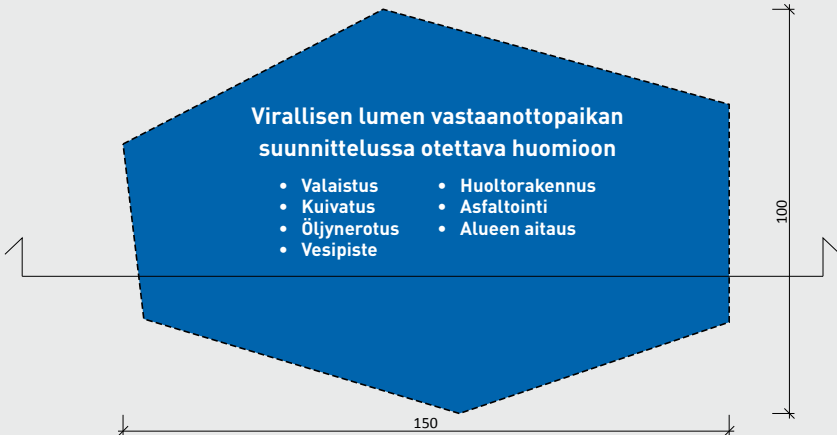 Virallisen lumen vastaanottopaikan
suunnittelussa otettava huomioon
• Valaistus
• Kuivatus
• Öljynerotus
• Vesipiste
• Huoltorakennus
• Asfaltointi
• Alueen aitaus
100
150